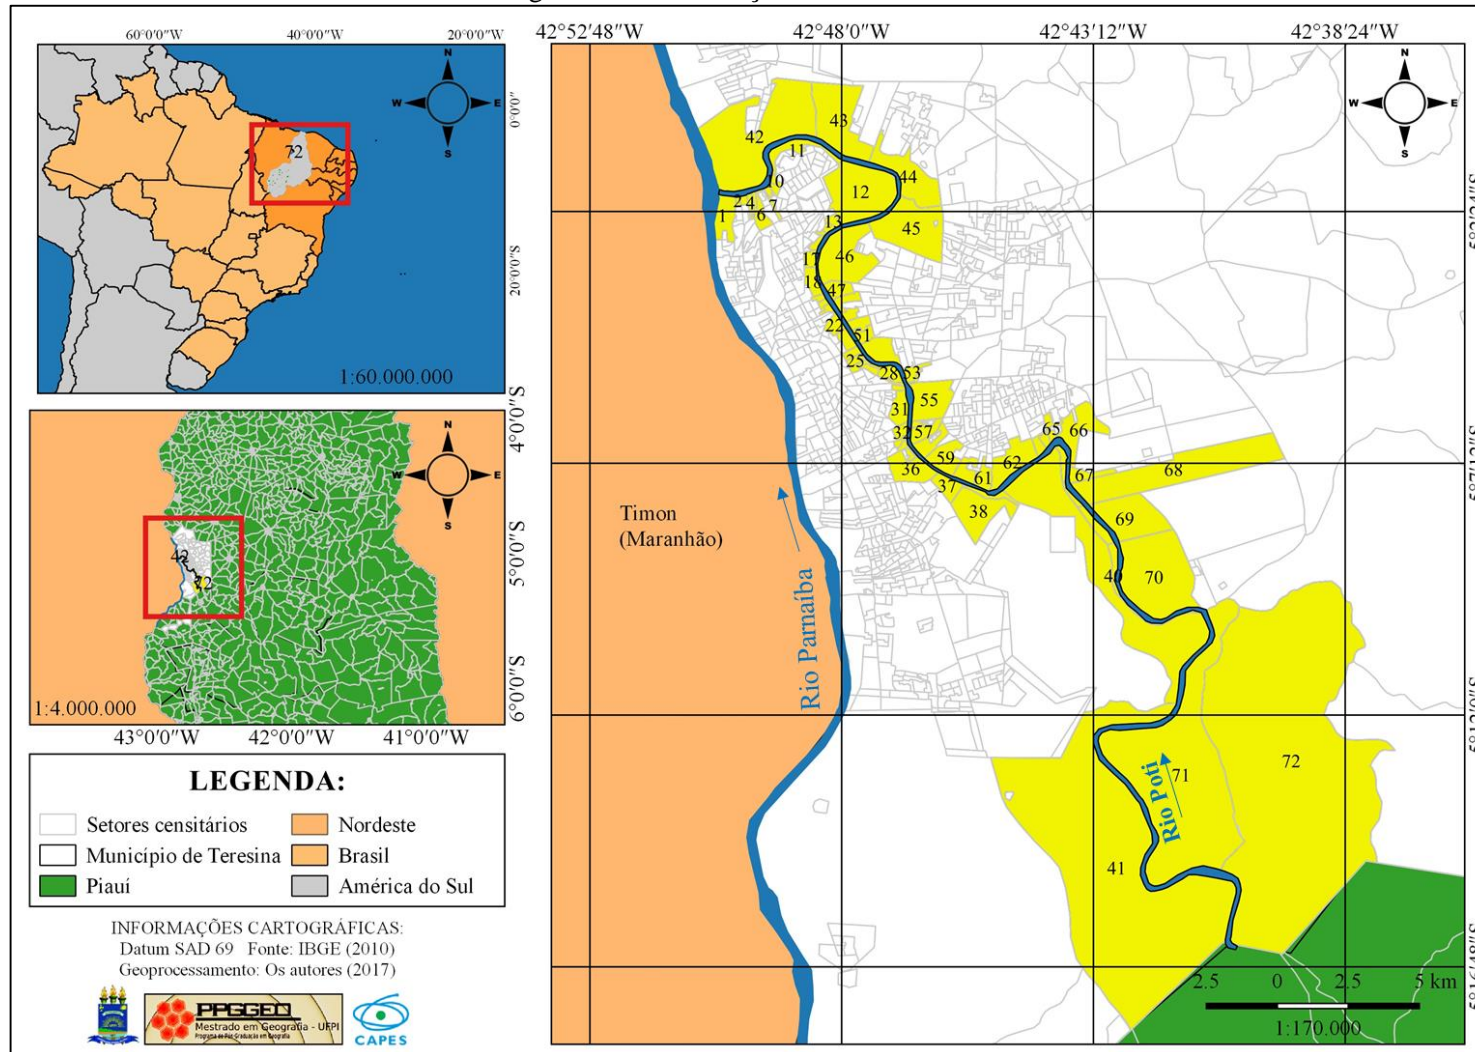 60°0'0"W 40°0'0"W 20°0'0"W
N
W E
S
0°0'0"
20°0'0"S
72
1:60.000.000
N
W E
S
4°0'0"S
5°0'0"S
6°0'0"S
42
72
1:4.000.000
43°0'0"W 42°0'0"W 41°0'0"W
LEGENDA:
Setores censitários Nordeste
Município de Teresina Brasil
Piauí América do Sul
INFORMAÇÕES CARTOGRÁFICAS:
Datum SAD 69 Fonte: IBGE (2010)
Geoprocessamento: Os autores (2017)
PPGGEO
Mestrado em Geografia - UFPI
Programa de Pós-Graduação em Geografia
CAPES
42°52'48"W 42°48'0"W 42°43'12"W 42°38'24"W
N
W E
S
43
42
11
10
44
12
2 4
7
1
6
13
45
17
46
18
47
22
51
25
28 53
31
55
32 57
65 66
59
36
62
68
37
61
67
38
69
Timon
(Maranhão)
40
70
Rio Parnaíba
71
72
Rio Poti
41
2.5 0 2.5 5 km
1:170.000